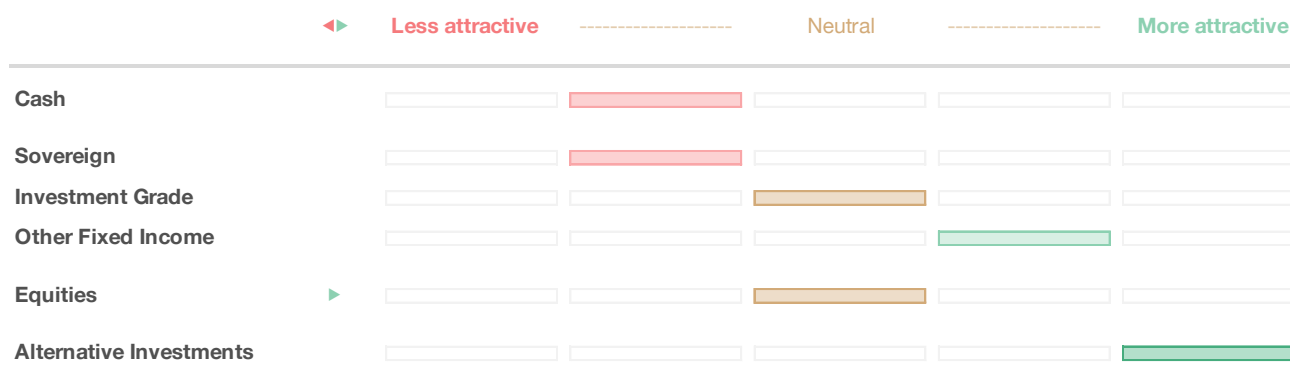 Less attractive ------------------- Neutral ------------------- More attractive
Cash
Sovereign
Investment Grade
Other Fixed Income
Equities
Alternative Investments